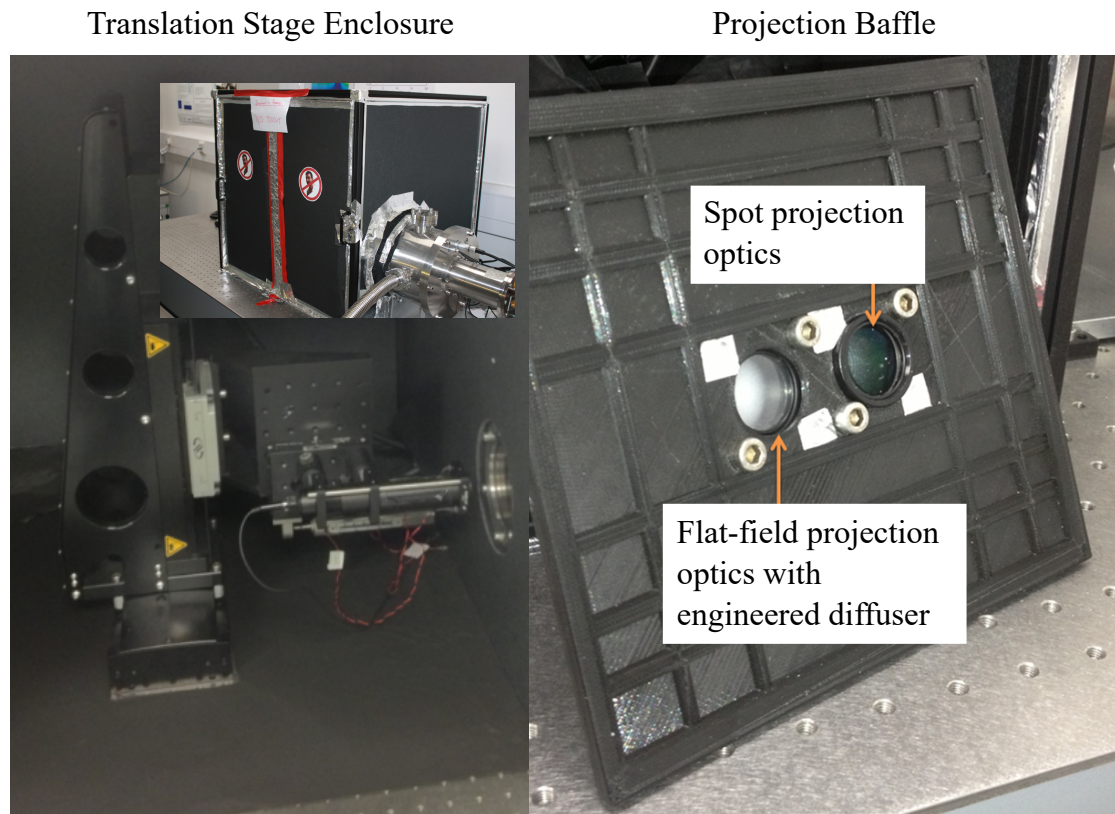 Translation Stage Enclosure
Projection Baffle
Spot projection
optics
Flat-field projection
optics with
engineered diffuser